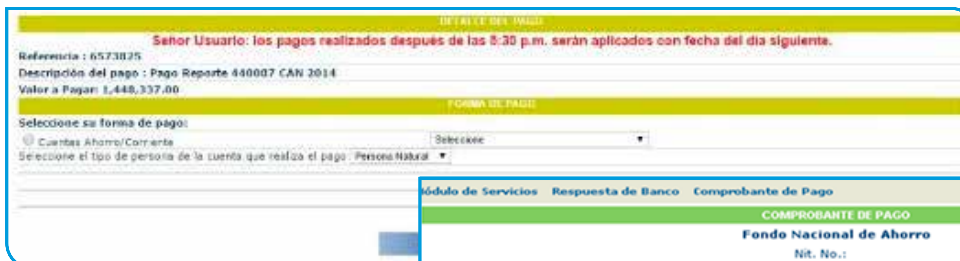 DETALLE DEL PAGO
Señor Usuario: los pagos realizados después de las 8:30 p.m. serán aplicados con fecha del día siguiente.
Referencia : 6573825
Descripción del pago : Pago Reporte 440007 CAN 2014
Valor a Pagar: 1,448,337.00
FORMA DE PAGO
Seleccione su forma de pago:
Cuentas Ahorro/Corriente Seleccione
Seleccione el tipo de persona de la cuenta que realiza el pago Persona Natural
ódulo de Servicios Respuesta de Banco Comprobante de Pago
COMPROBANTE DE PAGO
Fondo Nacional de Ahorro
Nit. No.: